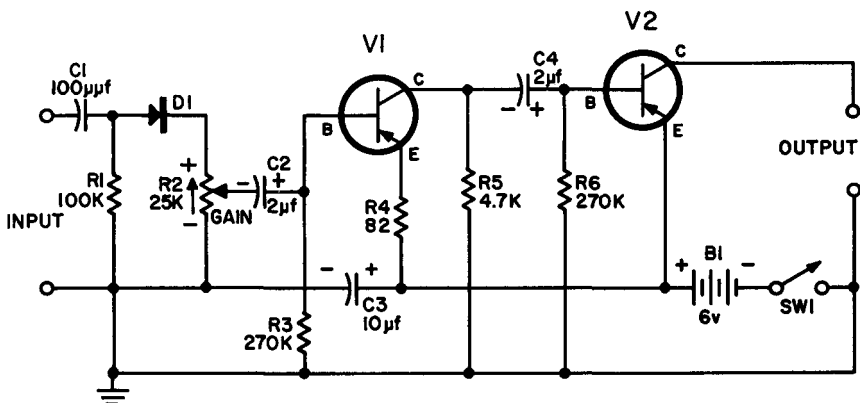 V1
V2
C1
100µµf
D1
R1
100K
+
R2
25K
-
GAIN
- C2 +
2µf
B
C
E
R4
82
C4
2µf
- +
R5
4.7K
B
R6
270K
C
E
OUTPUT
INPUT
- +
C3
10µf
R3
270K
+ B1 -
6v
SW1